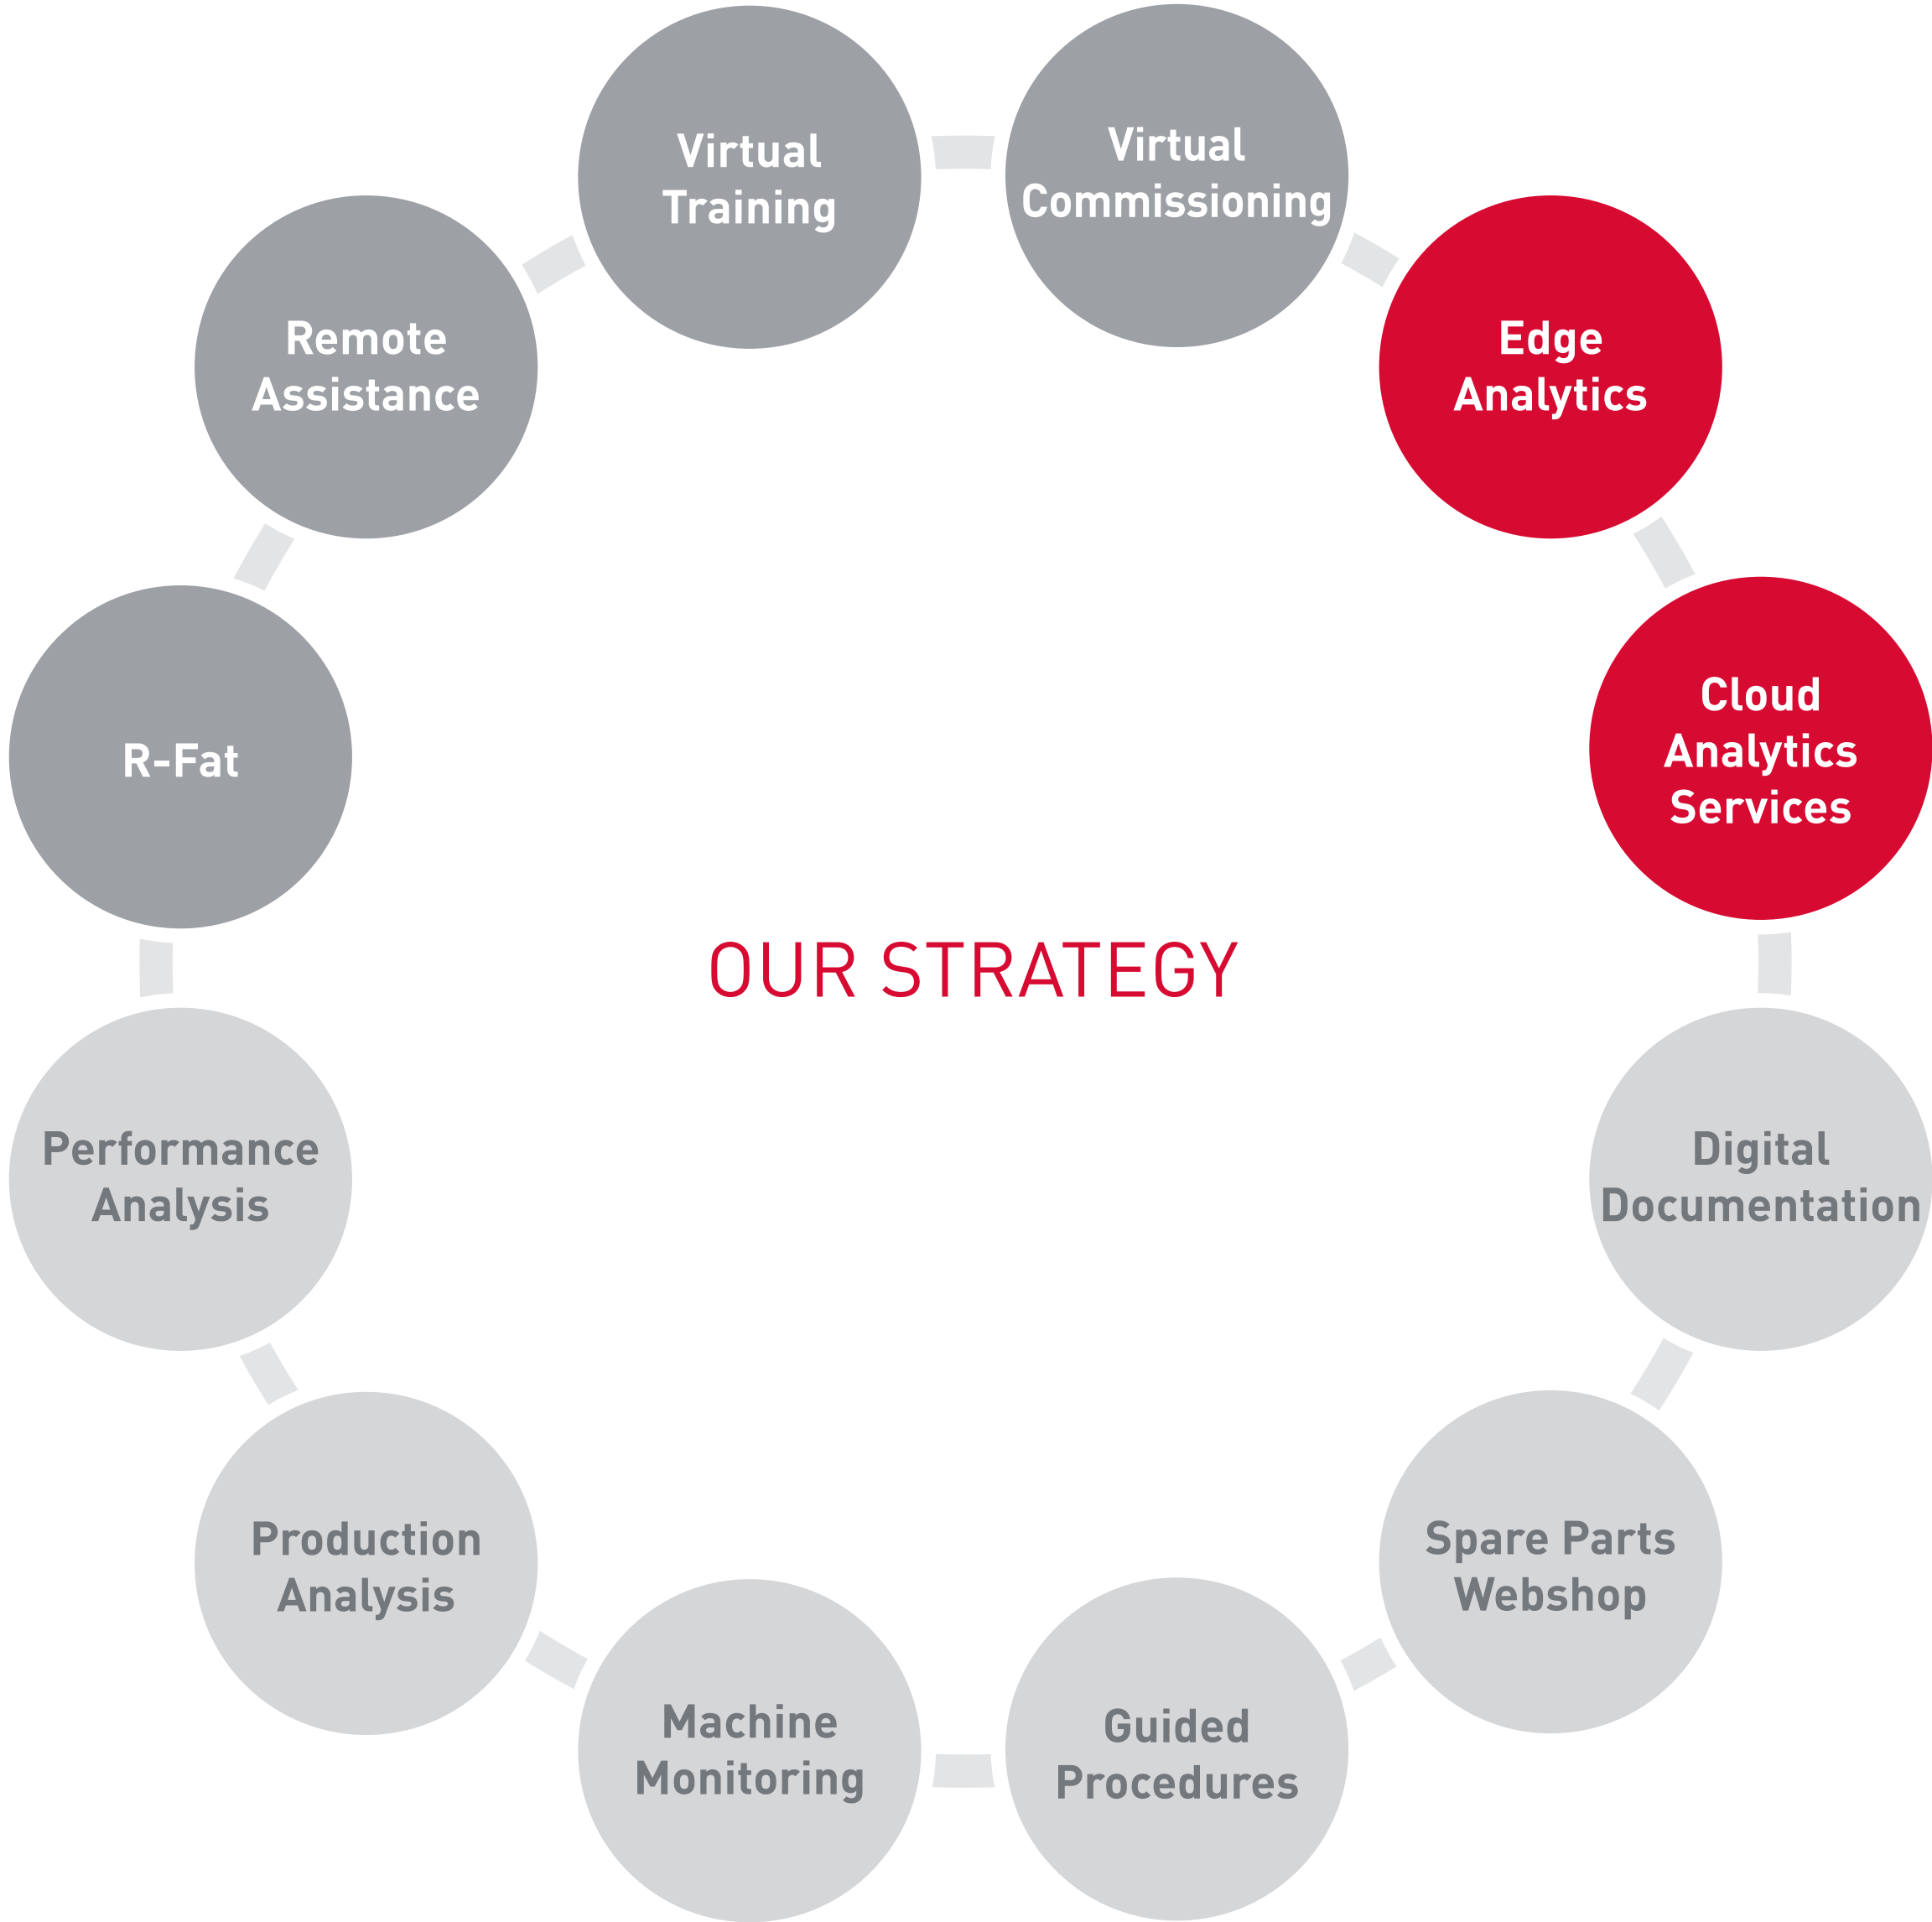 Virtual
Training
Virtual
Commissioning
Edge
Analytics
Cloud
Analytics
Services
Digital
Documentation
Spare Parts
Webshop
Guided
Procedures
Machine
Monitoring
Production
Analysis
Performance
Analysis
R-Fat
Remote
Assistance
OUR STRATEGY